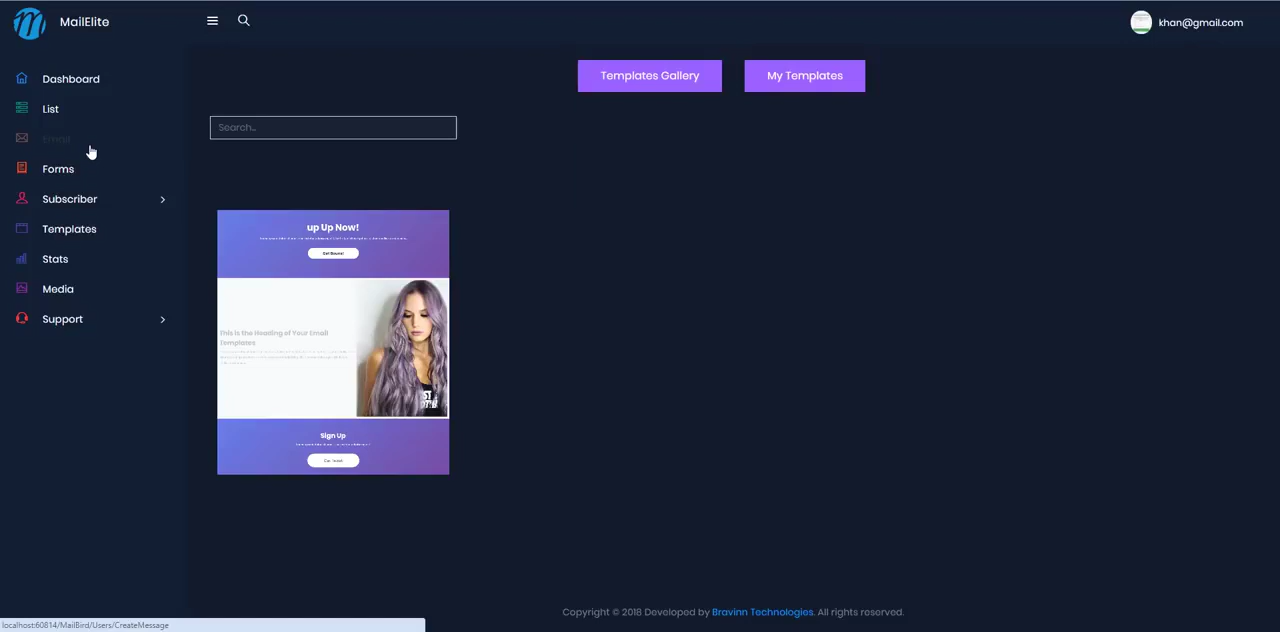 MailElite
khan@gmail.com
Dashboard
List
Email
Forms
Subscriber
Templates
Stats
Media
Support
Templates Gallery
My Templates
Search...
up Up Now!
This Is the Heading of Your Email
Templates
Sign Up
Copyright © 2018 Developed by Bravinn Technologies. All rights reserved.
localhost:60814/MailBird/Users/CreateMessage